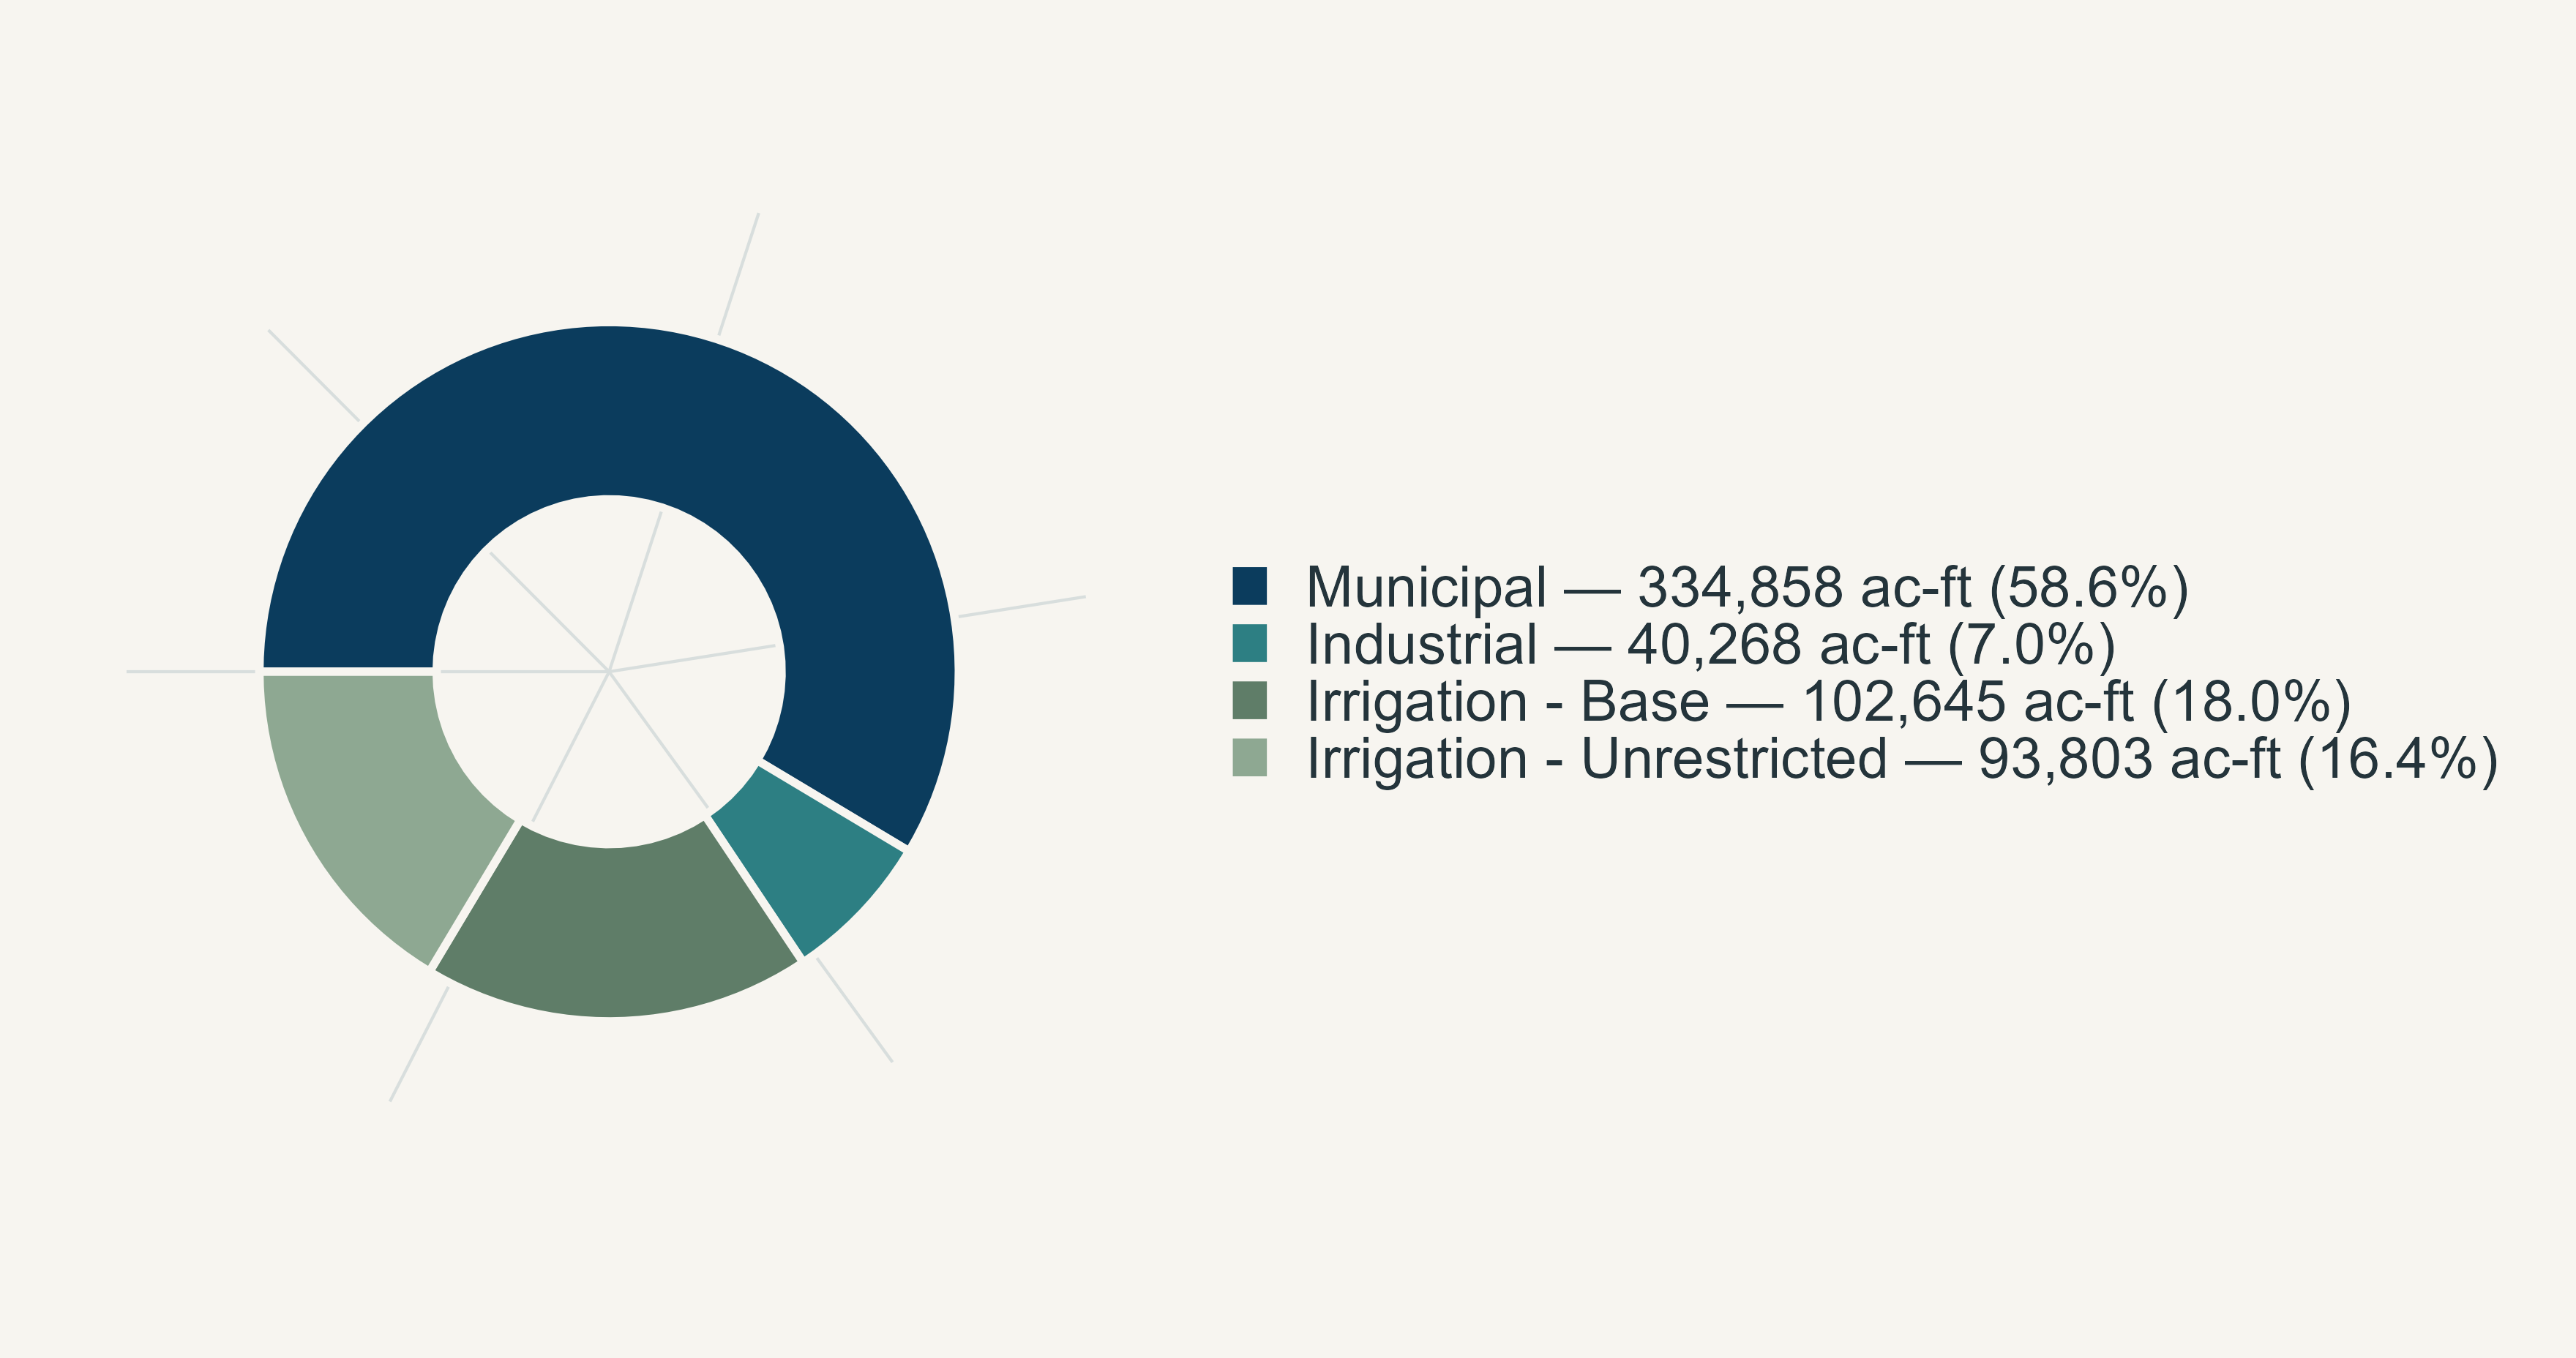 Municipal — 334,858 ac-ft (58.6%)
Industrial — 40,268 ac-ft (7.0%)
Irrigation - Base — 102,645 ac-ft (18.0%)
Irrigation - Unrestricted — 93,803 ac-ft (16.4%)